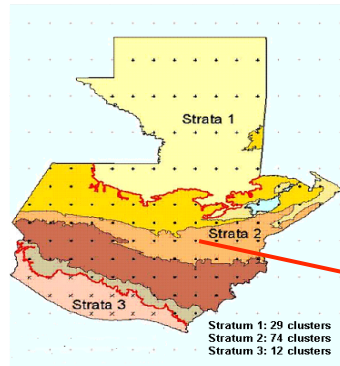 Strata 1
Strata 2
Strata 3
Stratum 1: 29 clusters
Stratum 2: 74 clusters
Stratum 3: 12 clusters